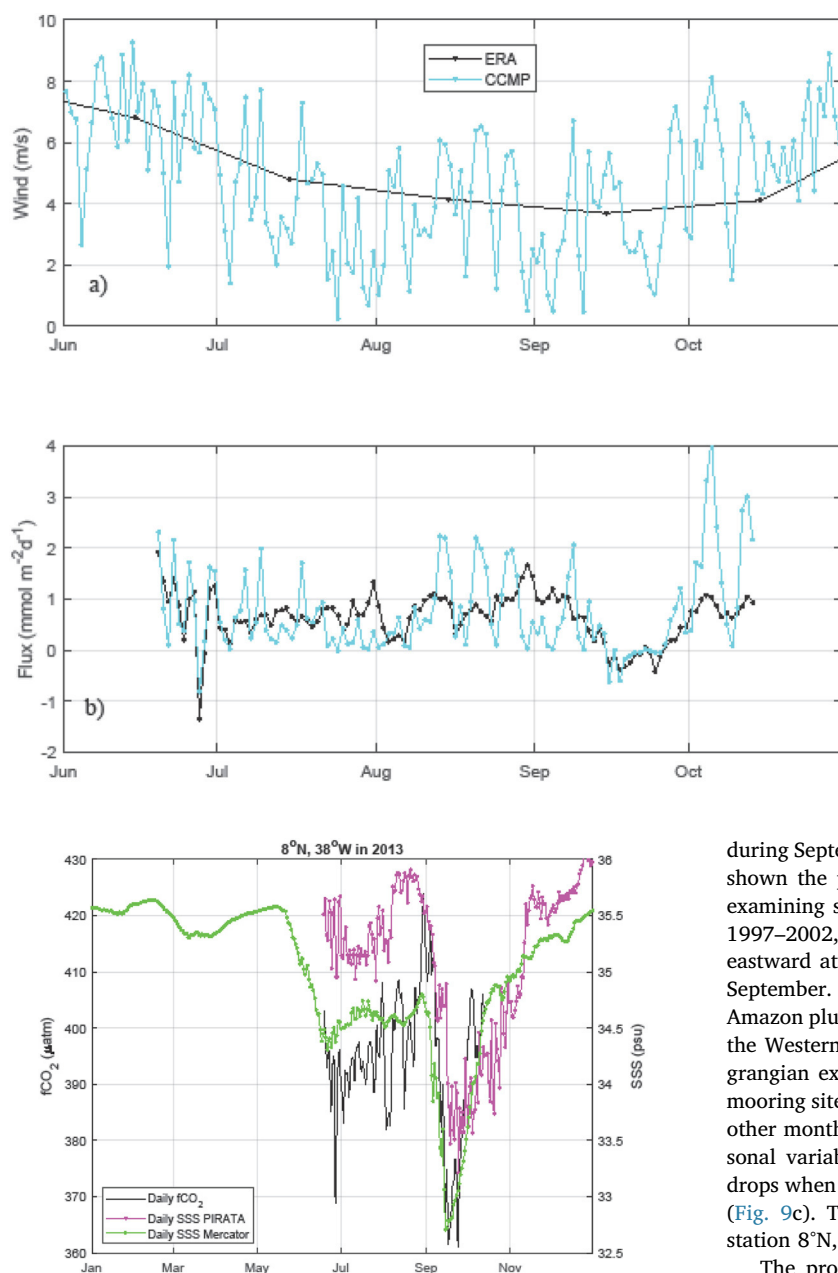 10
8
6
4
2
0
Wind (m/s)
ERA
CCMP
a)
Jun
Jul
Aug
Sep
Oct
4
3
2
1
0
-1
-2
Flux (mmol m⁻²d⁻¹)
b)
Jun
Jul
Aug
Sep
Oct
8°N, 38°W in 2013
430
420
410
400
390
380
370
360
fCO₂ (µatm)
36
35.5
35
34.5
34
33.5
33
32.5
SSS (psu)
Daily fCO₂
Daily SSS PIRATA
Daily SSS Mercator
Jan
Mar
May
Jul
Sep
Nov
during Sept
shown the p
examining s
1997–2002,
eastward at
September.
Amazon plu
the Western
grangian ex
mooring site
other month
sonal variab
drops when
(Fig. 9c). T
station 8°N,
The pro